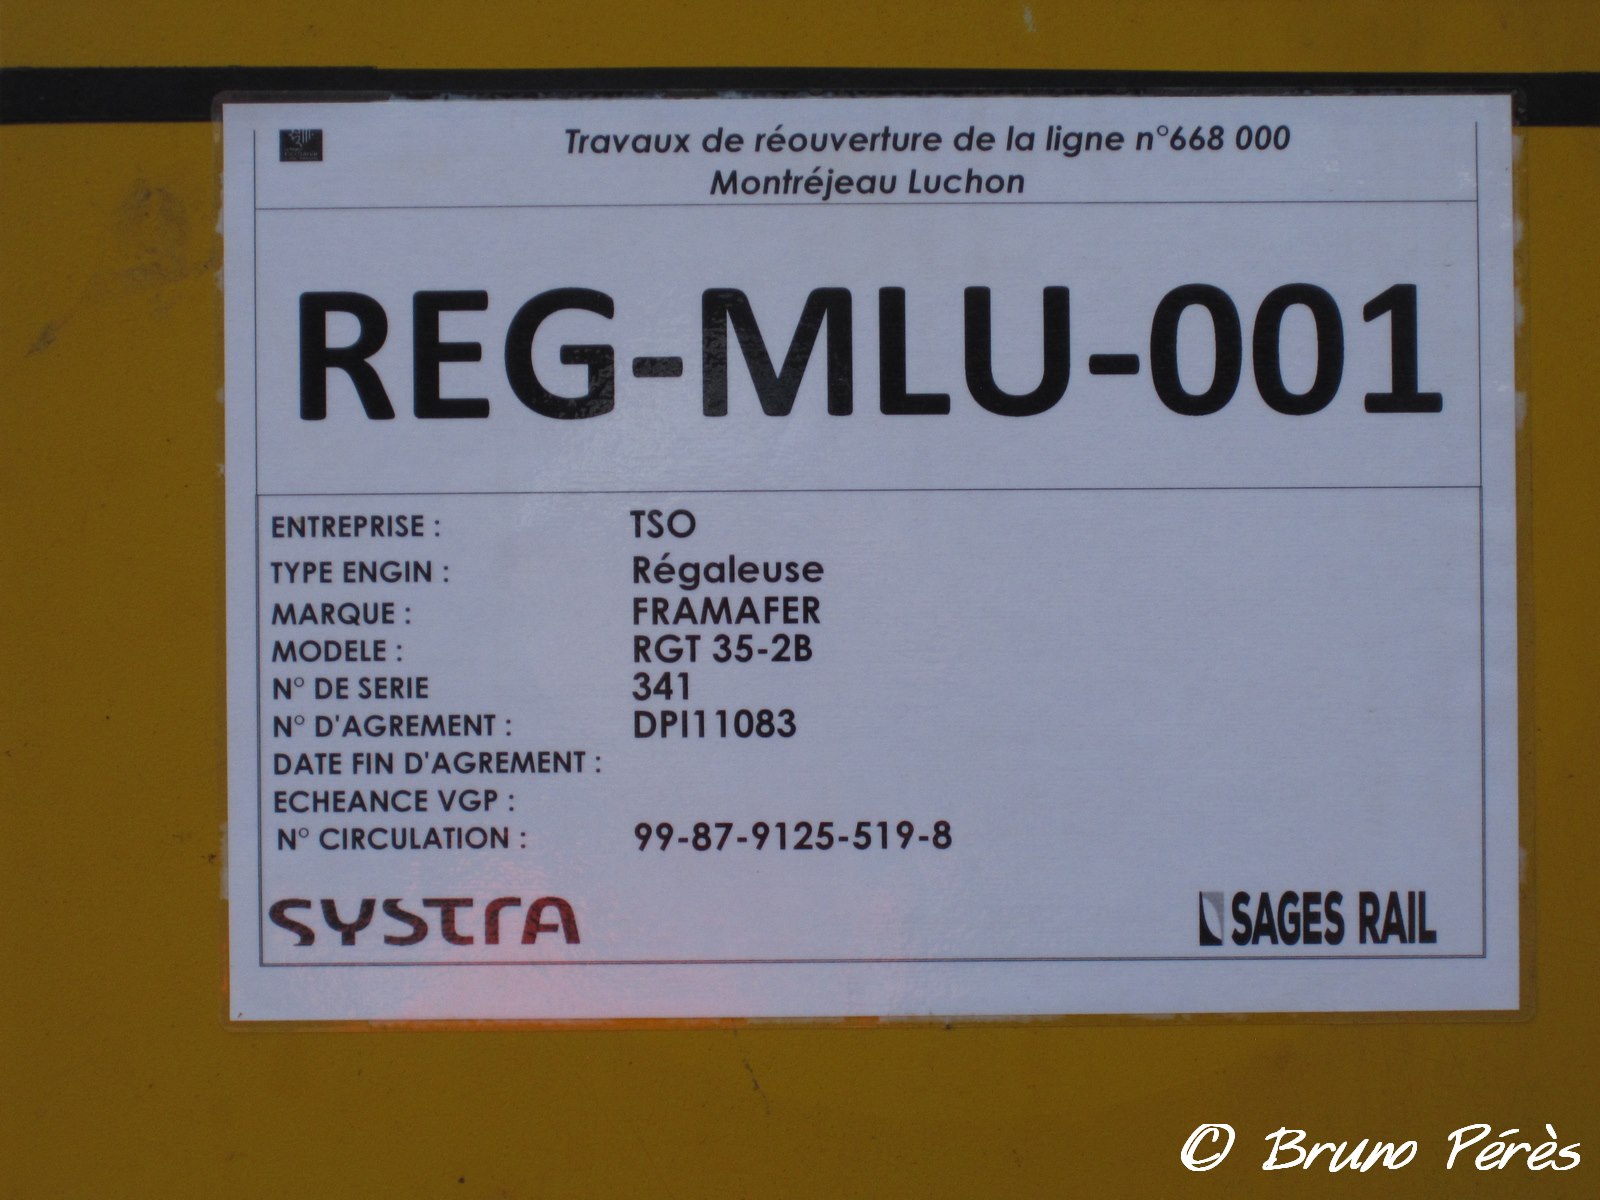 Travaux de réouverture de la ligne n°668 000
Montréjeau Luchon
REG-MLU-001
ENTREPRISE : TSO
TYPE ENGIN : Régaleuse
MARQUE : FRAMAFER
MODELE : RGT 35-2B
N° DE SERIE 341
N° D'AGREMENT : DPI11083
DATE FIN D'AGREMENT :
ECHEANCE VGP :
N° CIRCULATION : 99-87-9125-519-8
SYSTRA SAGES RAIL
© Bruno Pérès